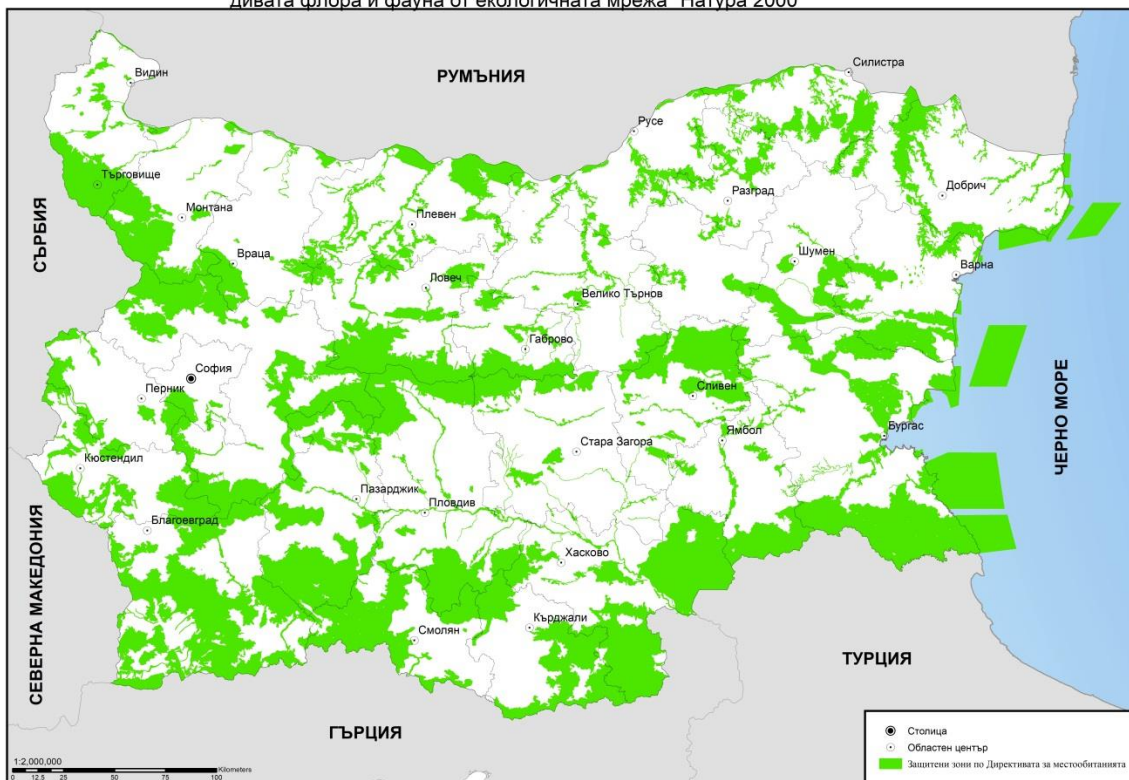 дивата флора и фауна от екологичната мрежа "Натура 2000"
РУМЪНИЯ
Силистра
Видин
Русе
Търговище
Разград
Добрич
Монтана
Плевен
СЪРБИЯ
Враца
Шумен
Варна
Ловеч
Велико Търнов
Габрово
София
Перник
Сливен
ЧЕРНО МОРЕ
Бургас
Ямбол
Стара Загора
Кюстендил
Пазарджик
Пловдив
Благоевград
СЕВЕРНА МАКЕДОНИЯ
Хасково
Кърджали
Смолян
ТУРЦИЯ
ГЪРЦИЯ
Столица
Областен център
Защитени зони по Директивата за местообитанията
1:2,000,000
Kilometers
0 12.5 25 50 75 100